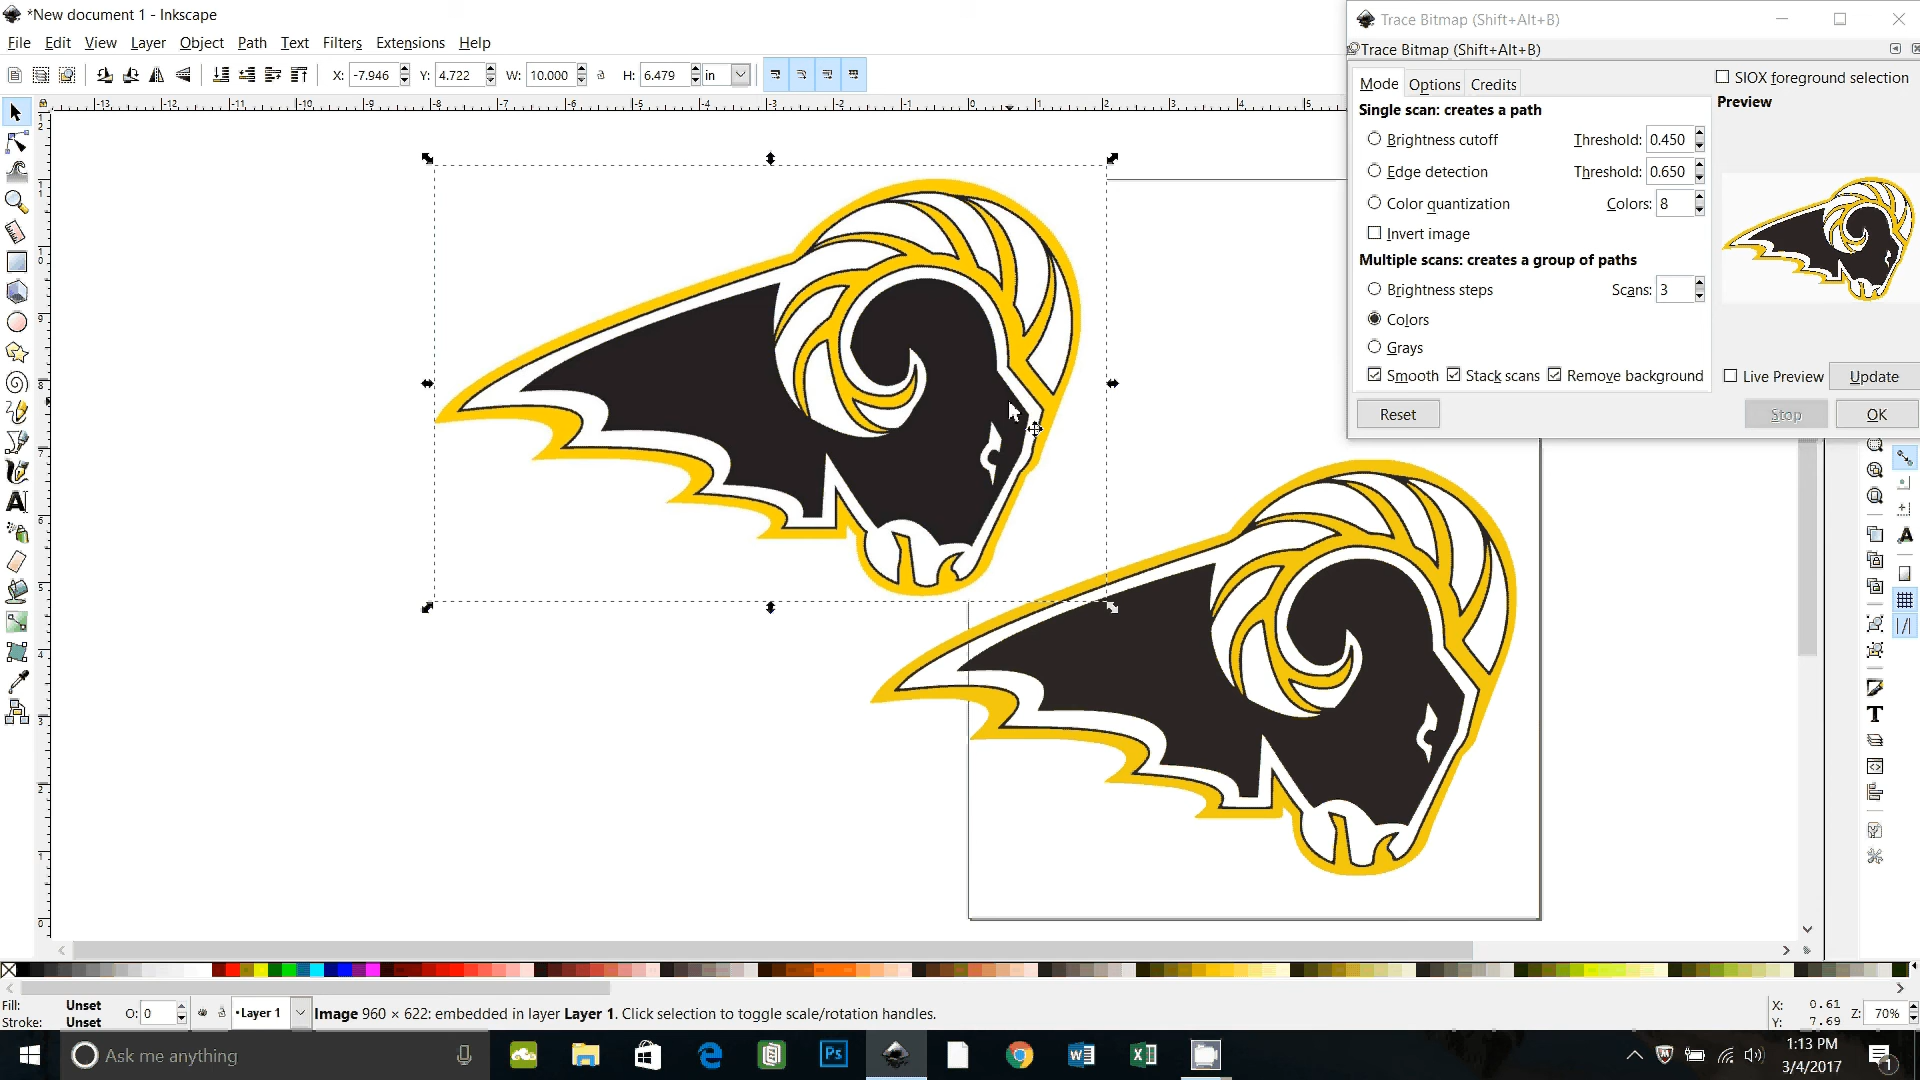 *New document 1 - Inkscape
File Edit View Layer Object Path Text Filters Extensions Help
X: -7.946 Y: 4.722 W: 10.000 H: 6.479 in
Trace Bitmap (Shift+Alt+B)
Trace Bitmap (Shift+Alt+B)
Mode Options Credits
SIOX foreground selection
Single scan: creates a path
Preview
Brightness cutoff Threshold: 0.450
Edge detection Threshold: 0.650
Color quantization Colors: 8
Invert image
Multiple scans: creates a group of paths
Brightness steps Scans: 3
Colors
Grays
Smooth Stack scans Remove background
Live Preview Update
Reset Stop OK
Fill: Unset
Stroke: Unset
O: 0
•Layer 1
Image 960 × 622: embedded in layer Layer 1. Click selection to toggle scale/rotation handles.
X: 0.61
Y: 7.69
Z: 70%
Ask me anything
Ps
1:13 PM
3/4/2017
1